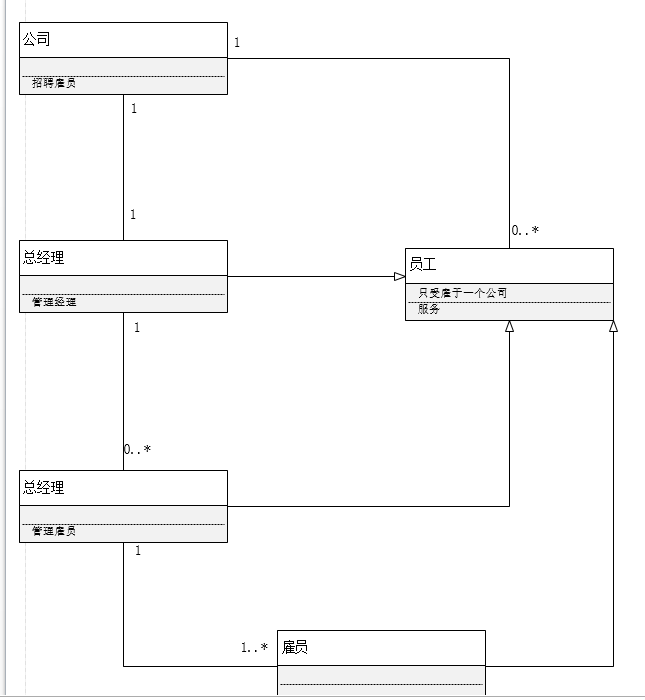 公司
1
招聘雇员
1
1
0..*
总经理
管理经理
员工
只受雇于一个公司
服务
1
0..*
总经理
管理雇员
1
1..*
雇员